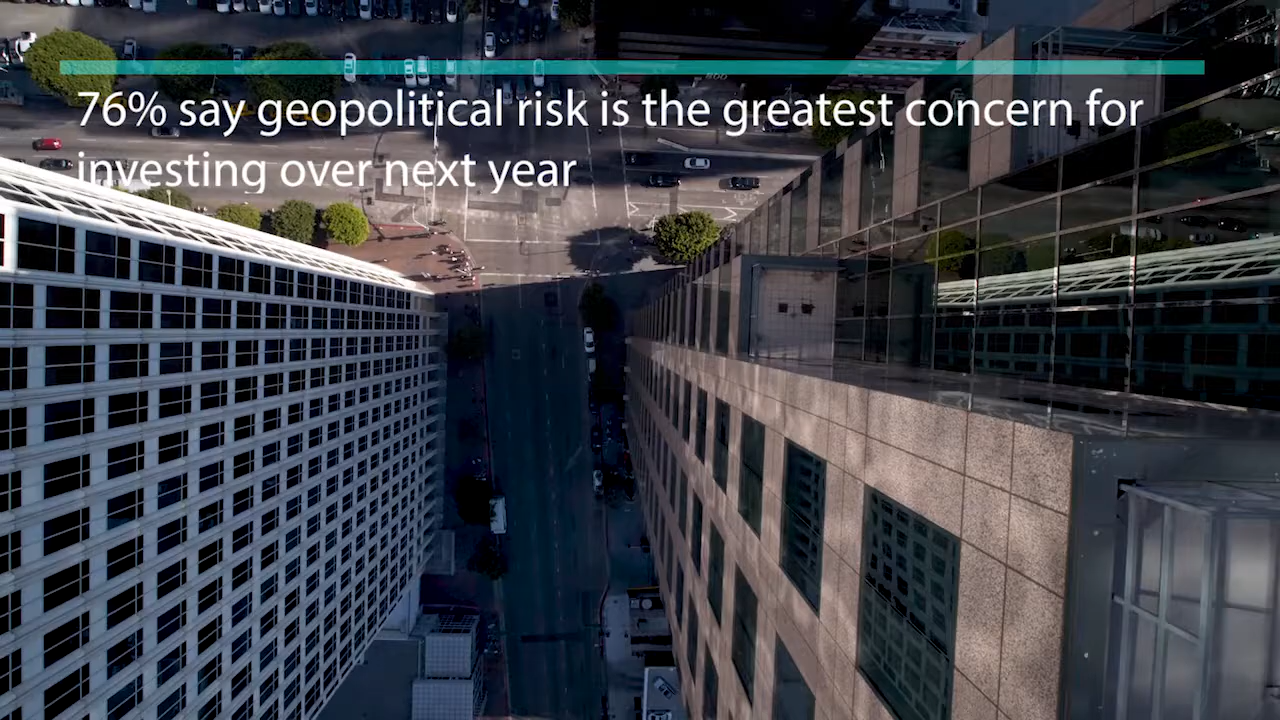 76% say geopolitical risk is the greatest concern for
investing over next year